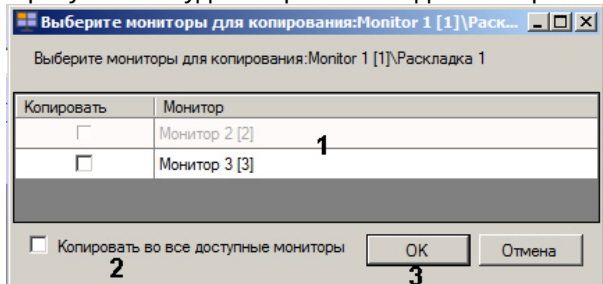 Выберите мониторы для копирования:Monitor 1 [1]\Раск...
Выберите мониторы для копирования:Monitor 1 [1]\Раскладка 1
Копировать Монитор
Монитор 2 [2]
1
Монитор 3 [3]
Копировать во все доступные мониторы OK Отмена
2 3